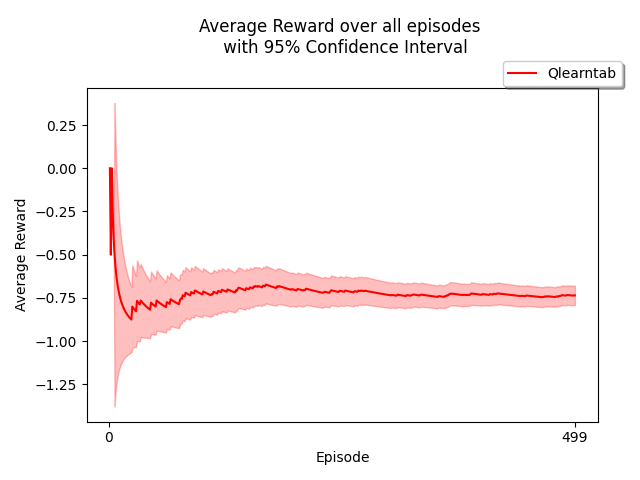 Average Reward over all episodes
with 95% Confidence Interval
Qlearntab
0.25
0.00
−0.25
−0.50
−0.75
−1.00
−1.25
Average Reward
0 499
Episode